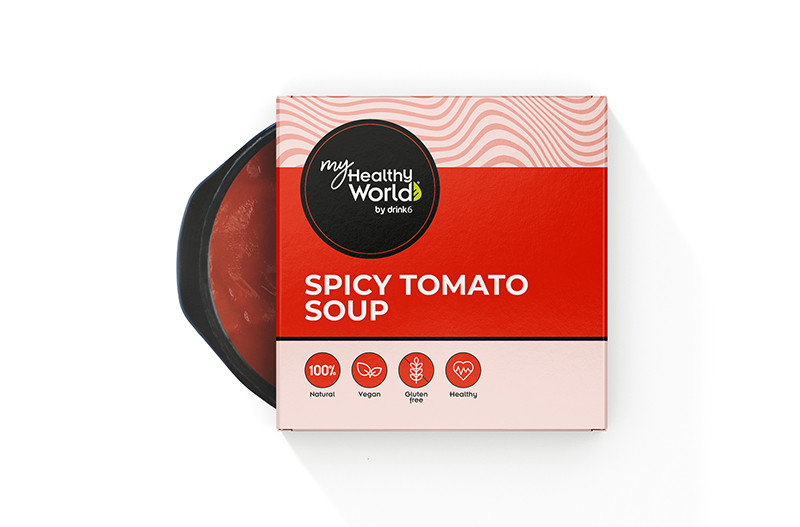 my
Healthy
World
by drink6
SPICY TOMATO
SOUP
100%
Natural
Vegan
Gluten
free
Healthy